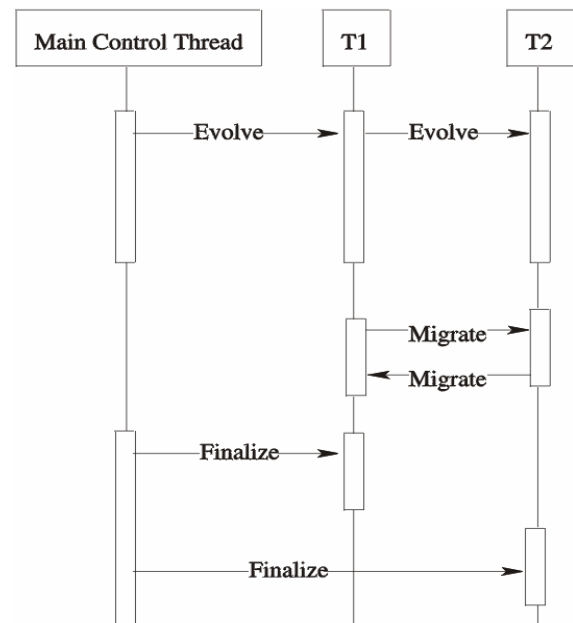 Main Control Thread
T1
T2
Evolve
Evolve
Migrate
Migrate
Finalize
Finalize